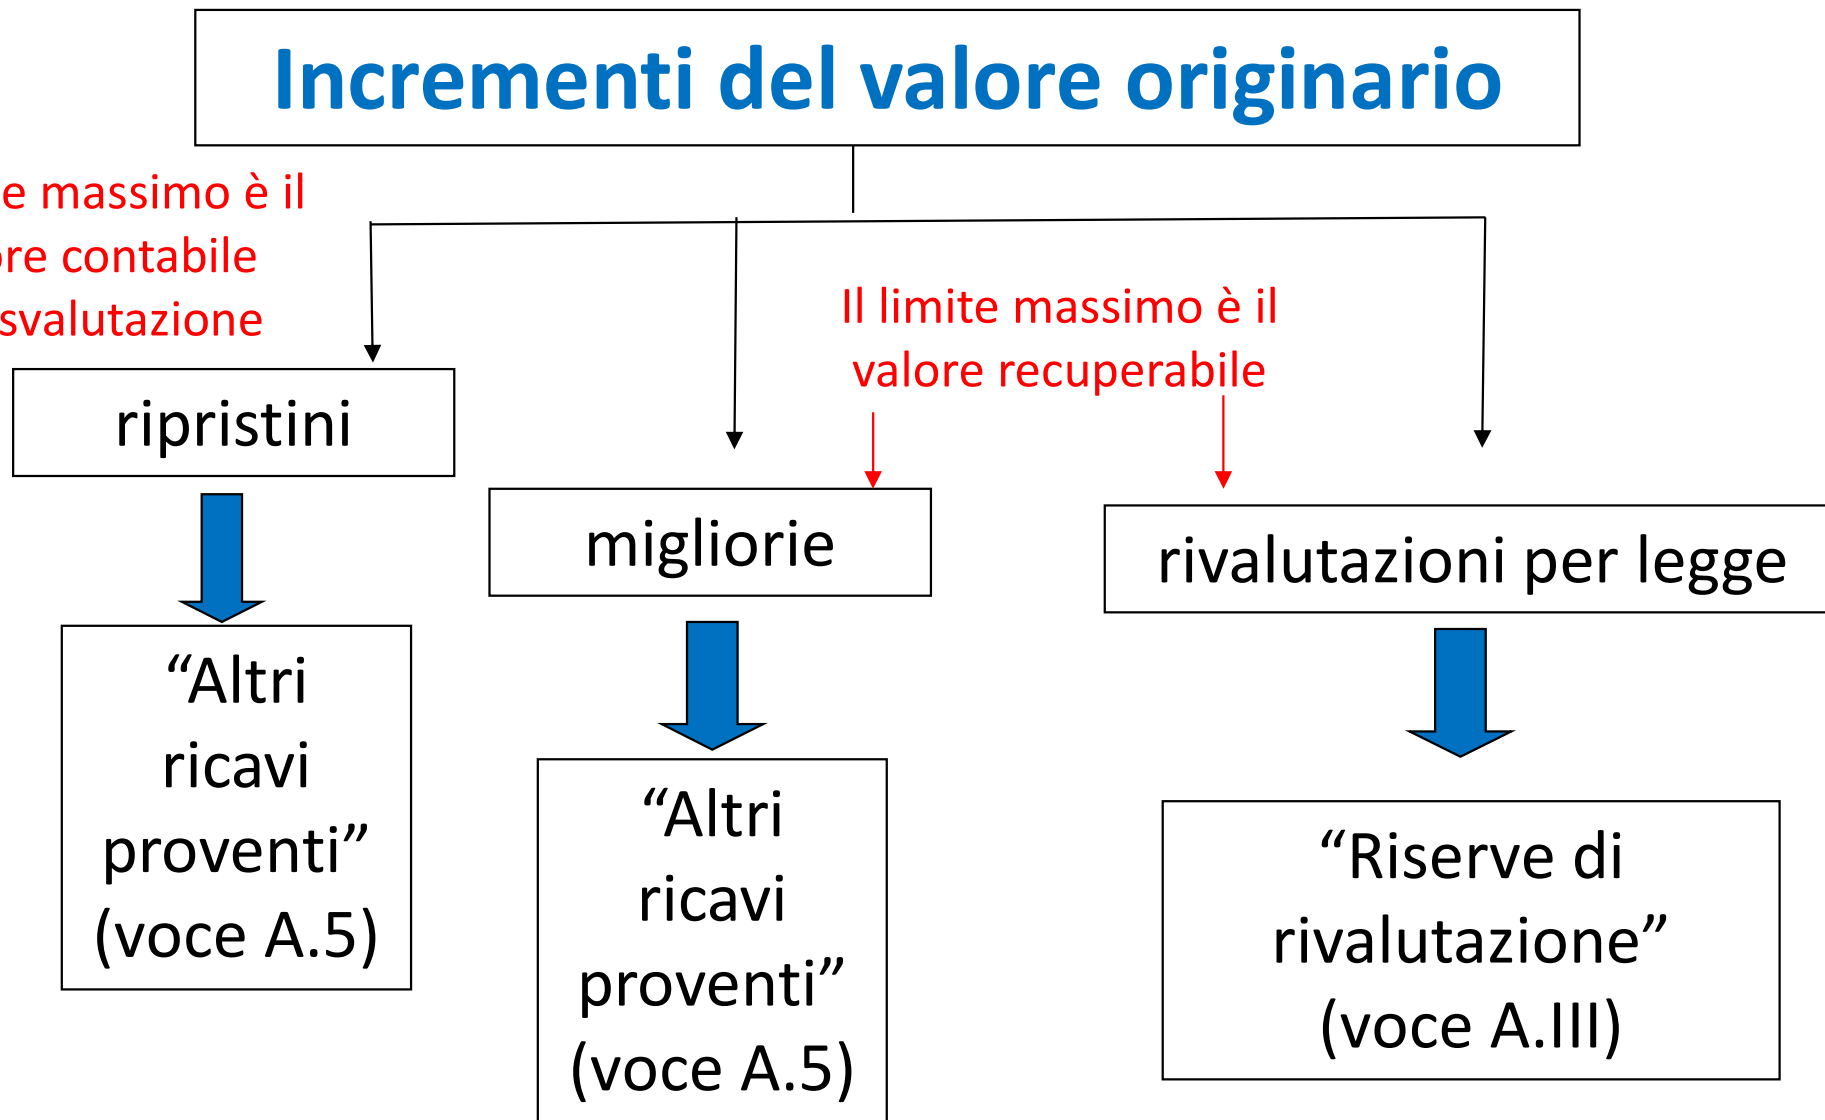 Incrementi del valore originario
e massimo è il
ore contabile
svalutazione
Il limite massimo è il
valore recuperabile
ripristini
migliorie
rivalutazioni per legge
“Altri
ricavi
proventi”
(voce A.5)
“Altri
ricavi
proventi”
(voce A.5)
“Riserve di
rivalutazione”
(voce A.III)